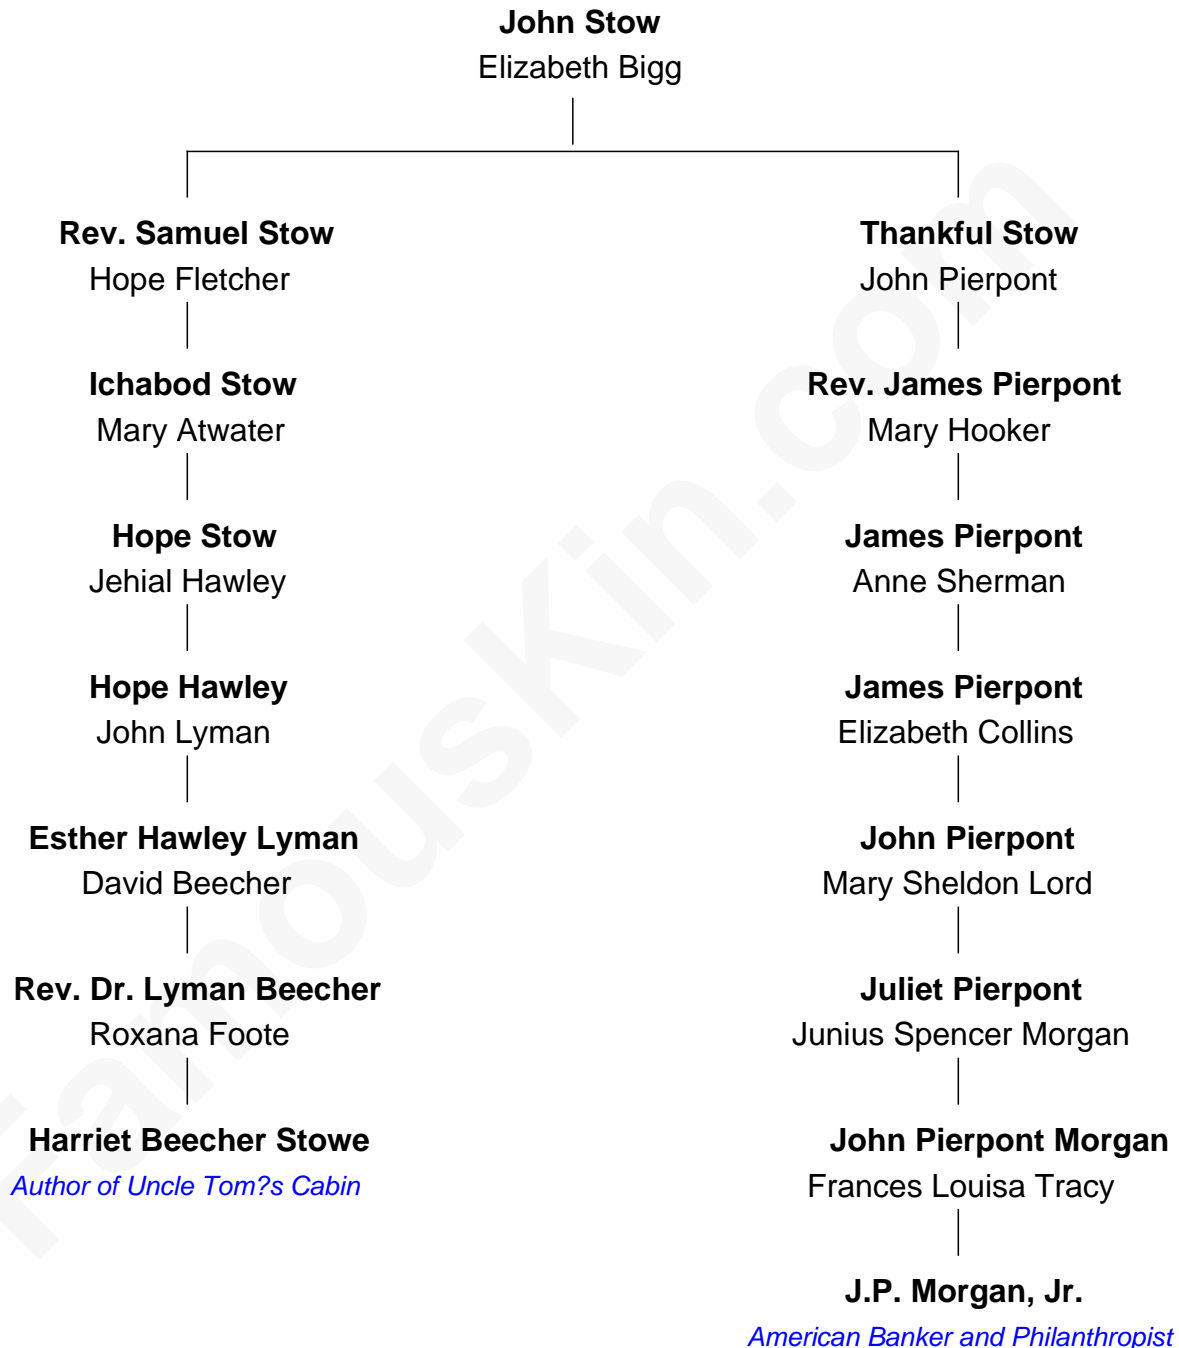 John Stow
Elizabeth Bigg
Rev. Samuel Stow
Hope Fletcher
Thankful Stow
John Pierpont
Ichabod Stow
Mary Atwater
Rev. James Pierpont
Mary Hooker
Hope Stow
Jehial Hawley
James Pierpont
Anne Sherman
Hope Hawley
John Lyman
James Pierpont
Elizabeth Collins
Esther Hawley Lyman
David Beecher
John Pierpont
Mary Sheldon Lord
Rev. Dr. Lyman Beecher
Roxana Foote
Juliet Pierpont
Junius Spencer Morgan
Harriet Beecher Stowe
Author of Uncle Tom?s Cabin
John Pierpont Morgan
Frances Louisa Tracy
J.P. Morgan, Jr.
American Banker and Philanthropist
FamousKin.com